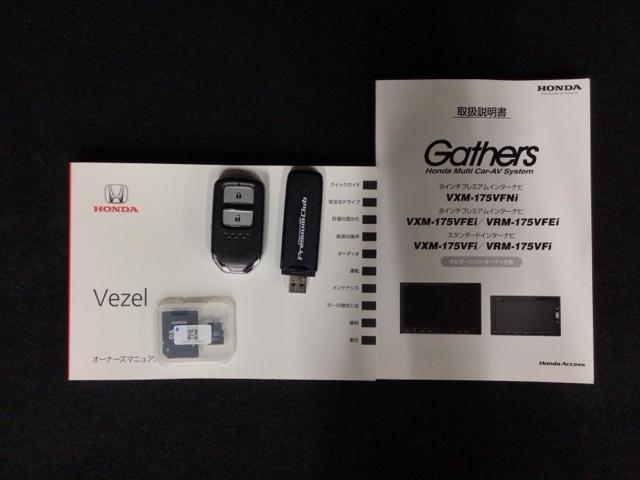 HONDA
Vezel
オーナーズマニュア
クイックガイド
安全なドライブ
計器の見かた
各部の操作
オーディオ
運転
メンテナンス
万一の場合には
資料
索引
PremiumClub
HONDA
取扱説明書
Gathers
Honda Multi Car-AV System
9インチプレミアムインターナビ
VXM-175VFNi
8インチプレミアムインターナビ
VXM-175VFEi／VRM-175VFEi
スタンダードインターナビ
VXM-175VFi／VRM-175VFi
ナビゲーション・オーディオ編
Honda Access